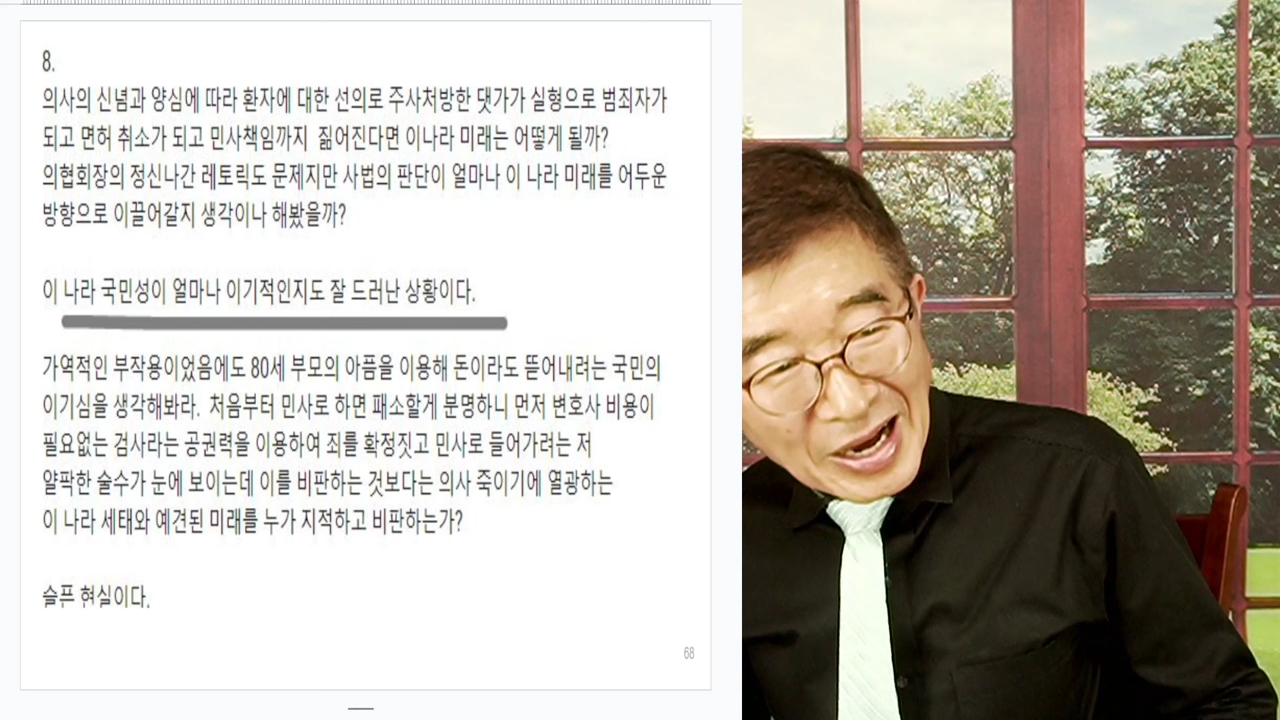 8.
의사의 신념과 양심에 따라 환자에 대한 선의로 주사처방한 댓가가 실형으로 범죄자가
되고 면허 취소가 되고 민사책임까지 짊어진다면 이나라 미래는 어떻게 될까?
의협회장의 정신나간 레토릭도 문제지만 사법의 판단이 얼마나 이 나라 미래를 어두운
방향으로 이끌어갈지 생각이나 해봤을까?
이 나라 국민성이 얼마나 이기적인지도 잘 드러난 상황이다.
가역적인 부작용이었음에도 80세 부모의 아픔을 이용해 돈이라도 뜯어내려는 국민의
이기심을 생각해봐라. 처음부터 민사로 하면 패소할게 분명하니 먼저 변호사 비용이
필요없는 검사라는 공권력을 이용하여 죄를 확정짓고 민사로 들어가려는 저
얄팍한 술수가 눈에 보이는데 이를 비판하는 것보다는 의사 죽이기에 열광하는
이 나라 세태와 예견된 미래를 누가 지적하고 비판하는가?
슬픈 현실이다.
68